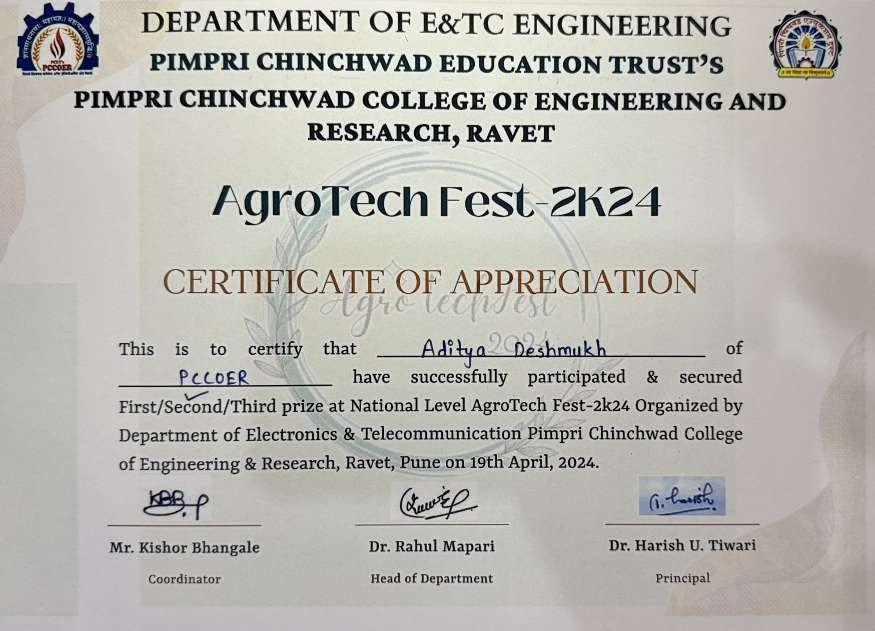 DEPARTMENT OF E&TC ENGINEERING
PIMPRI CHINCHWAD EDUCATION TRUST'S
PIMPRI CHINCHWAD COLLEGE OF ENGINEERING AND
RESEARCH, RAVET
PCCOER
AgroTech Fest-2K24
CERTIFICATE OF APPRECIATION
Agro techfest
2024
This is to certify that Aditya Deshmukh of
PCCOER have successfully participated & secured
First/Second/Third prize at National Level AgroTech Fest-2k24 Organized by
Department of Electronics & Telecommunication Pimpri Chinchwad College
of Engineering & Research, Ravet, Pune on 19th April, 2024.
Mr. Kishor Bhangale
Dr. Rahul Mapari
Dr. Harish U. Tiwari
Coordinator
Head of Department
Principal